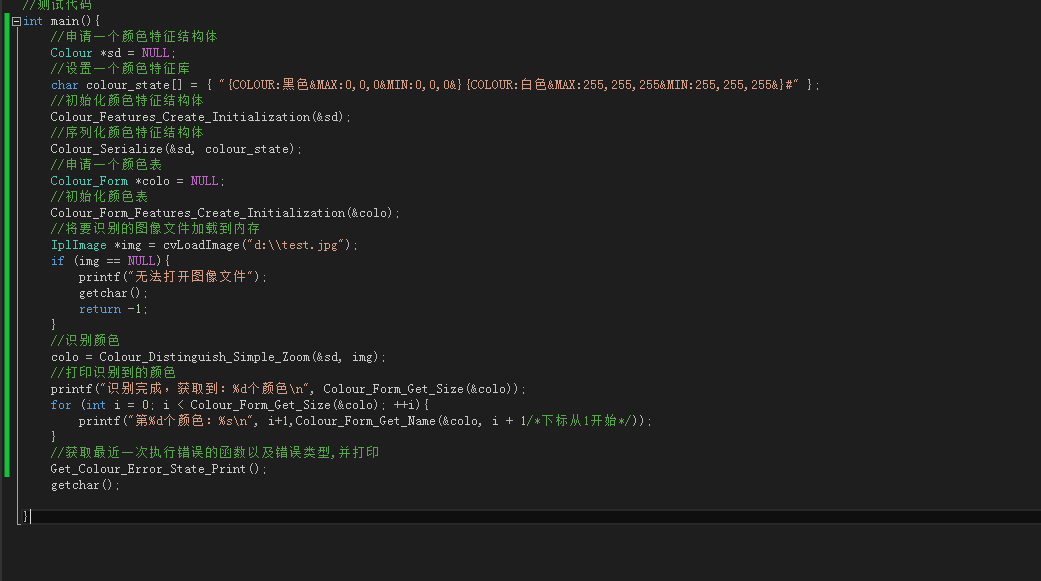 //测试代码
int main(){
//申请一个颜色特征结构体
Colour *sd = NULL;
//设置一个颜色特征库
char colour_state[] = { "{COLOUR:黑色&MAX:0,0,0&MIN:0,0,0&}{COLOUR:白色&MAX:255,255,255&MIN:255,255,255&}#" };
//初始化颜色特征结构体
Colour_Features_Create_Initialization(&sd);
//序列化颜色特征结构体
Colour_Serialize(&sd, colour_state);
//申请一个颜色表
Colour_Form *colo = NULL;
//初始化颜色表
Colour_Form_Features_Create_Initialization(&colo);
//将要识别的图像文件加载到内存
IplImage *img = cvLoadImage("d:\\test.jpg");
if (img == NULL){
printf("无法打开图像文件");
getchar();
return -1;
}
//识别颜色
colo = Colour_Distinguish_Simple_Zoom(&sd, img);
//打印识别到的颜色
printf("识别完成，获取到：%d个颜色\n", Colour_Form_Get_Size(&colo));
for (int i = 0; i < Colour_Form_Get_Size(&colo); ++i){
printf("第%d个颜色：%s\n", i+1,Colour_Form_Get_Name(&colo, i + 1/*下标从1开始*/));
}
//获取最近一次执行错误的函数以及错误类型,并打印
Get_Colour_Error_State_Print();
getchar();
}